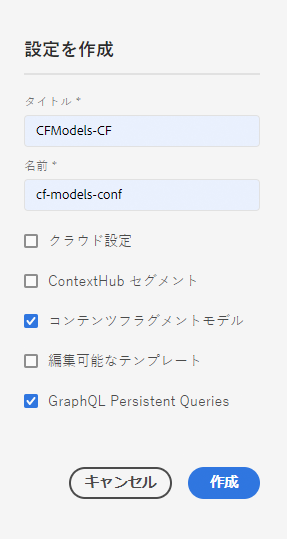 設定を作成
タイトル *
CFModels-CF
名前 *
cf-models-conf
クラウド設定
ContextHub セグメント
コンテンツフラグメントモデル
編集可能なテンプレート
GraphQL Persistent Queries
キャンセル
作成